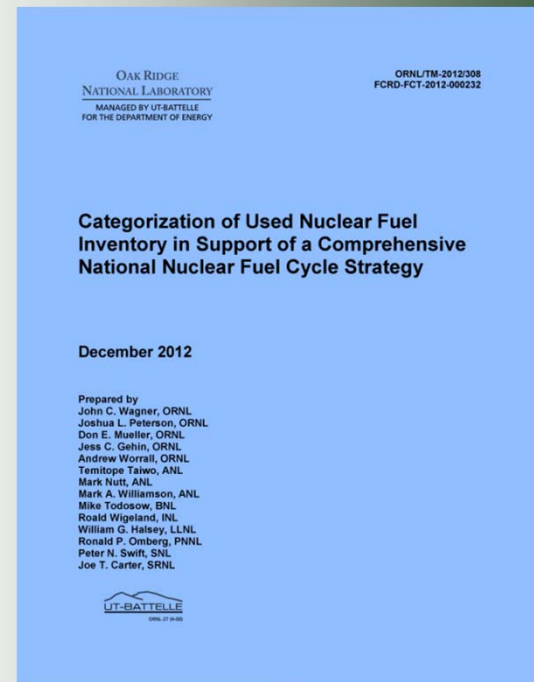 OAK RIDGE
NATIONAL LABORATORY
MANAGED BY UT-BATTELLE
FOR THE DEPARTMENT OF ENERGY
ORNL/TM-2012/308
FCRD-FCT-2012-000232
Categorization of Used Nuclear Fuel
Inventory in Support of a Comprehensive
National Nuclear Fuel Cycle Strategy
December 2012
Prepared by
John C. Wagner, ORNL
Joshua L. Peterson, ORNL
Don E. Mueller, ORNL
Jess C. Gehin, ORNL
Andrew Worrall, ORNL
Temitope Taiwo, ANL
Mark Nutt, ANL
Mark A. Williamson, ANL
Mike Todosow, BNL
Roald Wigeland, INL
William G. Halsey, LLNL
Ronald P. Omberg, PNNL
Peter N. Swift, SNL
Joe T. Carter, SRNL
UT-BATTELLE